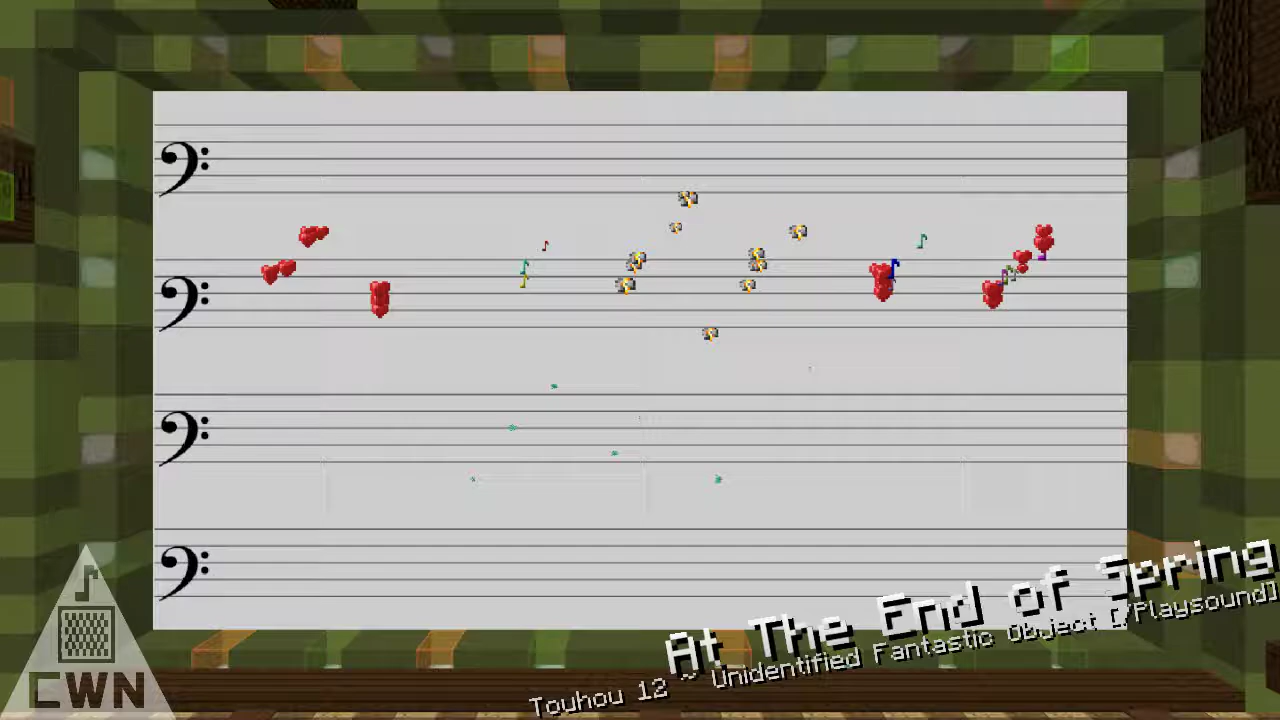 At The End of Spring
Touhou 12 ~ Unidentified Fantastic Object [/Playsound]
CWN